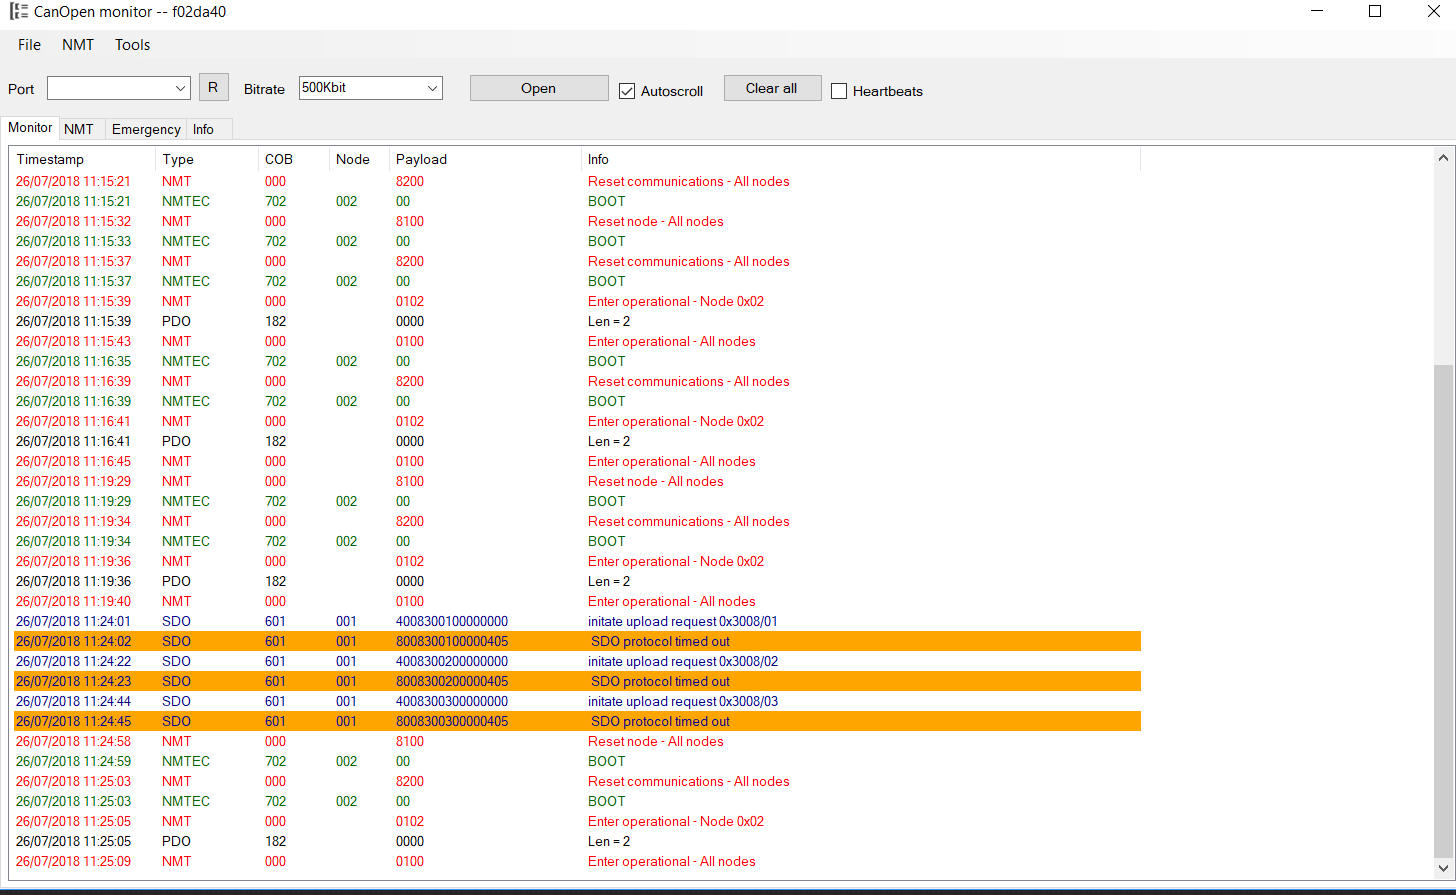 CanOpen monitor -- f02da40
File NMT Tools
Port R Bitrate 500Kbit Open Autoscroll Clear all Heartbeats
Monitor NMT Emergency Info
Timestamp Type COB Node Payload Info
26/07/2018 11:15:21 NMT 000 8200 Reset communications - All nodes
26/07/2018 11:15:21 NMTEC 702 002 00 BOOT
26/07/2018 11:15:32 NMT 000 8100 Reset node - All nodes
26/07/2018 11:15:33 NMTEC 702 002 00 BOOT
26/07/2018 11:15:37 NMT 000 8200 Reset communications - All nodes
26/07/2018 11:15:37 NMTEC 702 002 00 BOOT
26/07/2018 11:15:39 NMT 000 0102 Enter operational - Node 0x02
26/07/2018 11:15:39 PDO 182 0000 Len = 2
26/07/2018 11:15:43 NMT 000 0100 Enter operational - All nodes
26/07/2018 11:16:35 NMTEC 702 002 00 BOOT
26/07/2018 11:16:39 NMT 000 8200 Reset communications - All nodes
26/07/2018 11:16:39 NMTEC 702 002 00 BOOT
26/07/2018 11:16:41 NMT 000 0102 Enter operational - Node 0x02
26/07/2018 11:16:41 PDO 182 0000 Len = 2
26/07/2018 11:16:45 NMT 000 0100 Enter operational - All nodes
26/07/2018 11:19:29 NMT 000 8100 Reset node - All nodes
26/07/2018 11:19:29 NMTEC 702 002 00 BOOT
26/07/2018 11:19:34 NMT 000 8200 Reset communications - All nodes
26/07/2018 11:19:34 NMTEC 702 002 00 BOOT
26/07/2018 11:19:36 NMT 000 0102 Enter operational - Node 0x02
26/07/2018 11:19:36 PDO 182 0000 Len = 2
26/07/2018 11:19:40 NMT 000 0100 Enter operational - All nodes
26/07/2018 11:24:01 SDO 601 001 4008300100000000 initate upload request 0x3008/01
26/07/2018 11:24:02 SDO 601 001 8008300100000405 SDO protocol timed out
26/07/2018 11:24:22 SDO 601 001 4008300200000000 initate upload request 0x3008/02
26/07/2018 11:24:23 SDO 601 001 8008300200000405 SDO protocol timed out
26/07/2018 11:24:44 SDO 601 001 4008300300000000 initate upload request 0x3008/03
26/07/2018 11:24:45 SDO 601 001 8008300300000405 SDO protocol timed out
26/07/2018 11:24:58 NMT 000 8100 Reset node - All nodes
26/07/2018 11:24:59 NMTEC 702 002 00 BOOT
26/07/2018 11:25:03 NMT 000 8200 Reset communications - All nodes
26/07/2018 11:25:03 NMTEC 702 002 00 BOOT
26/07/2018 11:25:05 NMT 000 0102 Enter operational - Node 0x02
26/07/2018 11:25:05 PDO 182 0000 Len = 2
26/07/2018 11:25:09 NMT 000 0100 Enter operational - All nodes